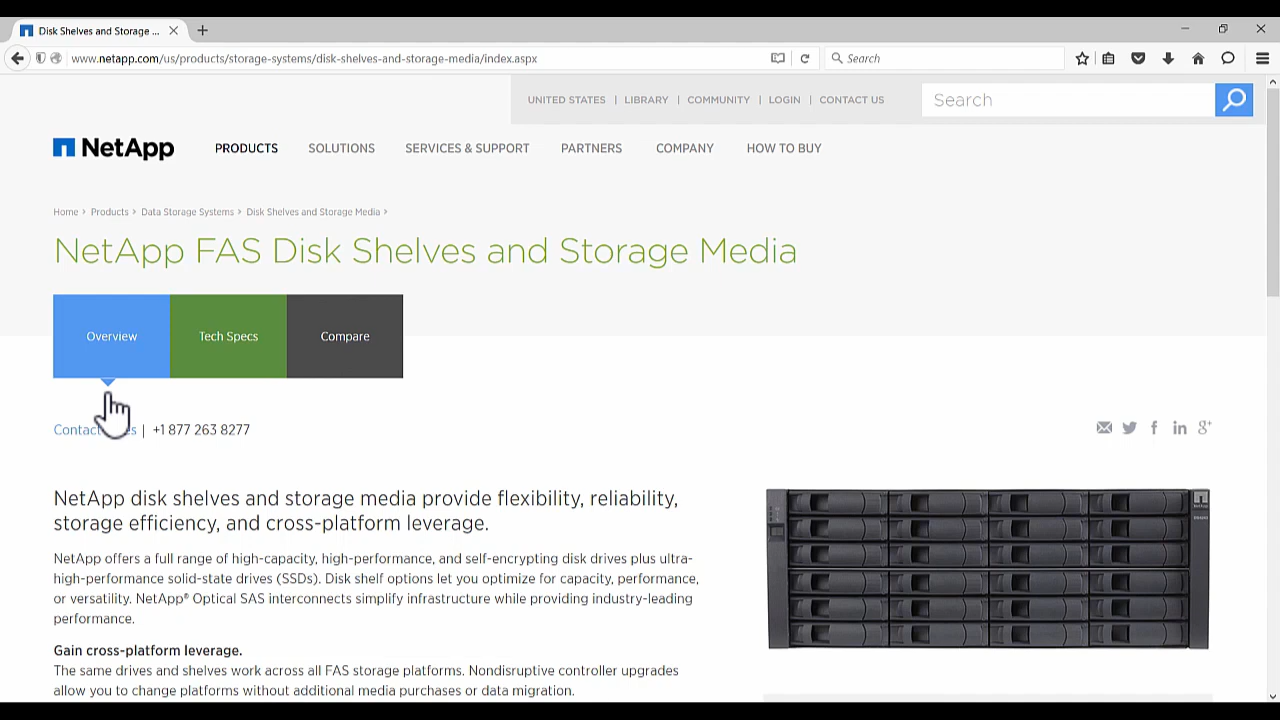 Disk Shelves and Storage ...
www.netapp.com/us/products/storage-systems/disk-shelves-and-storage-media/index.aspx
Search
UNITED STATES | LIBRARY | COMMUNITY | LOGIN | CONTACT US
Search
NetApp
PRODUCTS SOLUTIONS SERVICES & SUPPORT PARTNERS COMPANY HOW TO BUY
Home > Products > Data Storage Systems > Disk Shelves and Storage Media >
NetApp FAS Disk Shelves and Storage Media
Overview Tech Specs Compare
Contact | +1 877 263 8277
NetApp disk shelves and storage media provide flexibility, reliability,
storage efficiency, and cross-platform leverage.
NetApp offers a full range of high-capacity, high-performance, and self-encrypting disk drives plus ultra-
high-performance solid-state drives (SSDs). Disk shelf options let you optimize for capacity, performance,
or versatility. NetApp® Optical SAS interconnects simplify infrastructure while providing industry-leading
performance.
Gain cross-platform leverage.
The same drives and shelves work across all FAS storage platforms. Nondisruptive controller upgrades
allow you to change platforms without additional media purchases or data migration.